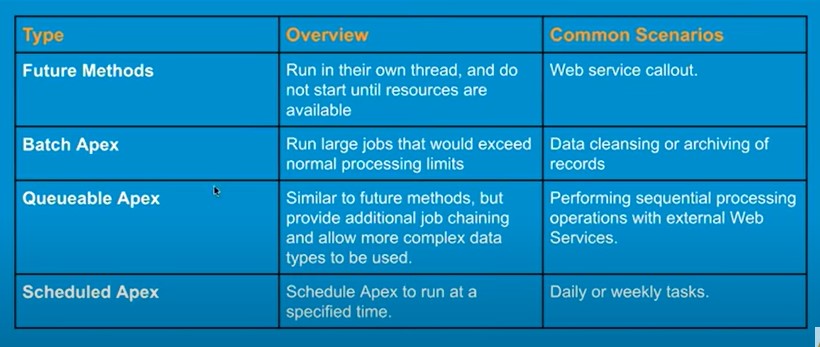 Type
Overview
Common Scenarios
Future Methods
Run in their own thread, and do
not start until resources are
available
Web service callout.
Batch Apex
Run large jobs that would exceed
normal processing limits
Data cleansing or archiving of
records
Queueable Apex
Similar to future methods, but
provide additional job chaining
and allow more complex data
types to be used.
Performing sequential processing
operations with external Web
Services.
Scheduled Apex
Schedule Apex to run at a
specified time.
Daily or weekly tasks.